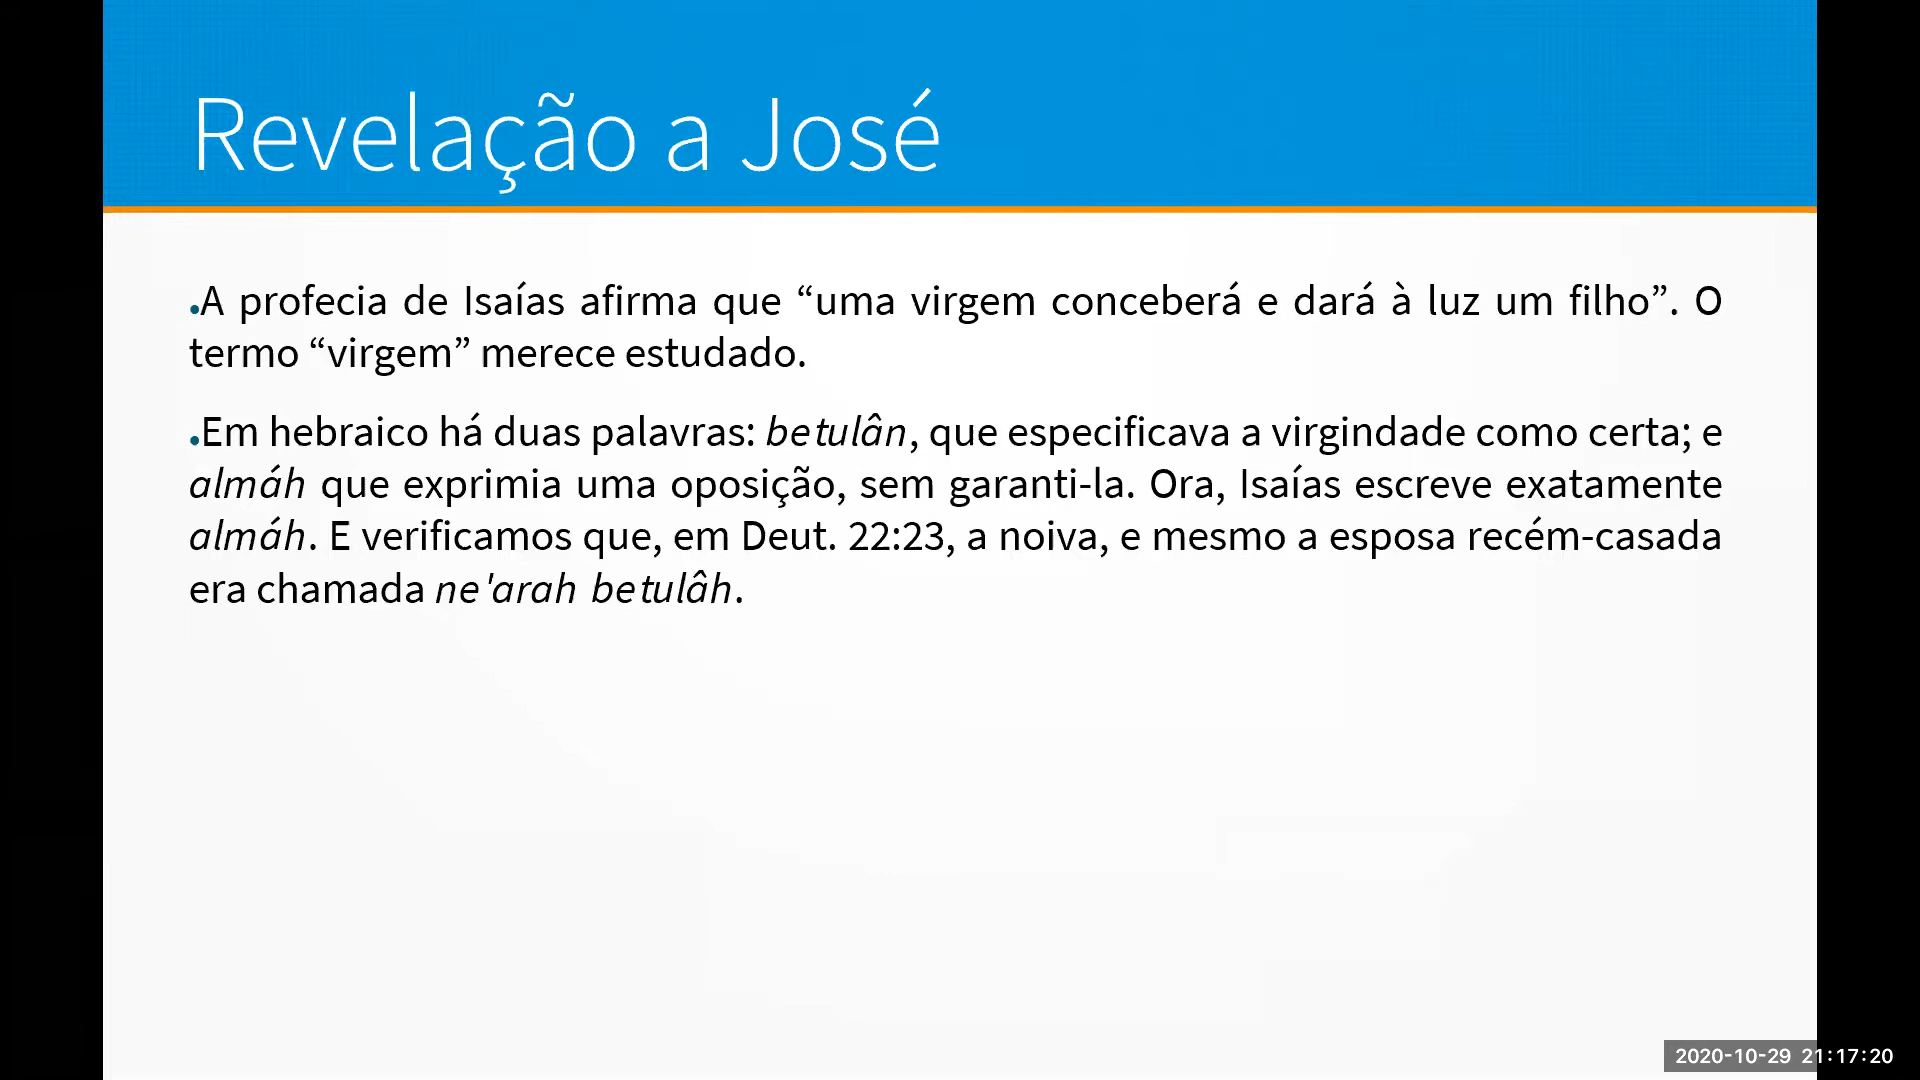 Revelação a José
•A profecia de Isaías afirma que “uma virgem conceberá e dará à luz um filho”. O
termo “virgem” merece estudado.
•Em hebraico há duas palavras: betulân, que especificava a virgindade como certa; e
almáh que exprimia uma oposição, sem garanti-la. Ora, Isaías escreve exatamente
almáh. E verificamos que, em Deut. 22:23, a noiva, e mesmo a esposa recém-casada
era chamada ne'arah betulâh.
2020-10-29 21:17:20